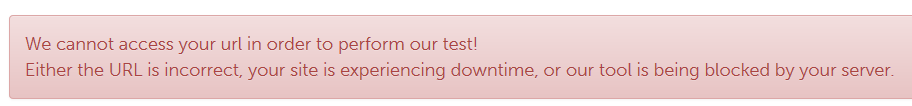 We cannot access your url in order to perform our test!
Either the URL is incorrect, your site is experiencing downtime, or our tool is being blocked by your server.